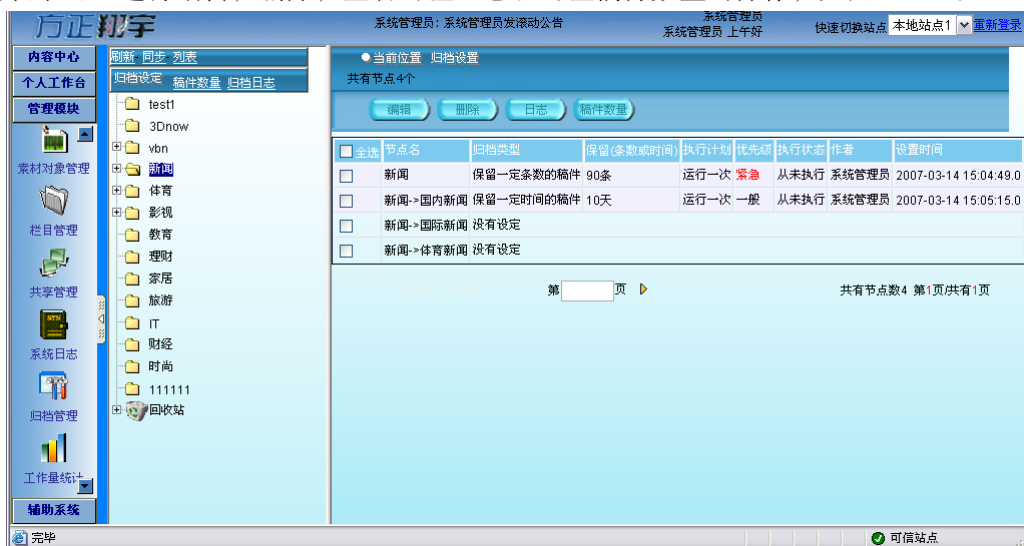 方正翔宇
系统管理员：系统管理员发滚动公告
系统管理员
系统管理员 上午好
快速切换站点 本地站点1 重新登录
内容中心
个人工作台
管理模块
素材对象管理
栏目管理
共享管理
系统日志
归档管理
工作量统计
辅助系统
刷新 同步 列表
归档设定 稿件数量 归档日志
test1
3Dnow
vbn
新闻
体育
影视
教育
理财
家居
旅游
IT
财经
时尚
111111
回收站
当前位置 归档设置
共有节点4个
编辑 删除 日志 稿件数量
全选 节点名 归档类型 保留(条数或时间) 执行计划 优先级 执行状态 作者 设置时间
新闻 保留一定条数的稿件 90条 运行一次 紧急 从未执行 系统管理员 2007-03-14 15:04:49.0
新闻->国内新闻 保留一定时间的稿件 10天 运行一次 一般 从未执行 系统管理员 2007-03-14 15:05:15.0
新闻->国际新闻 没有设定
新闻->体育新闻 没有设定
第 页 共有节点数4 第1页/共有1页
完毕
可信站点